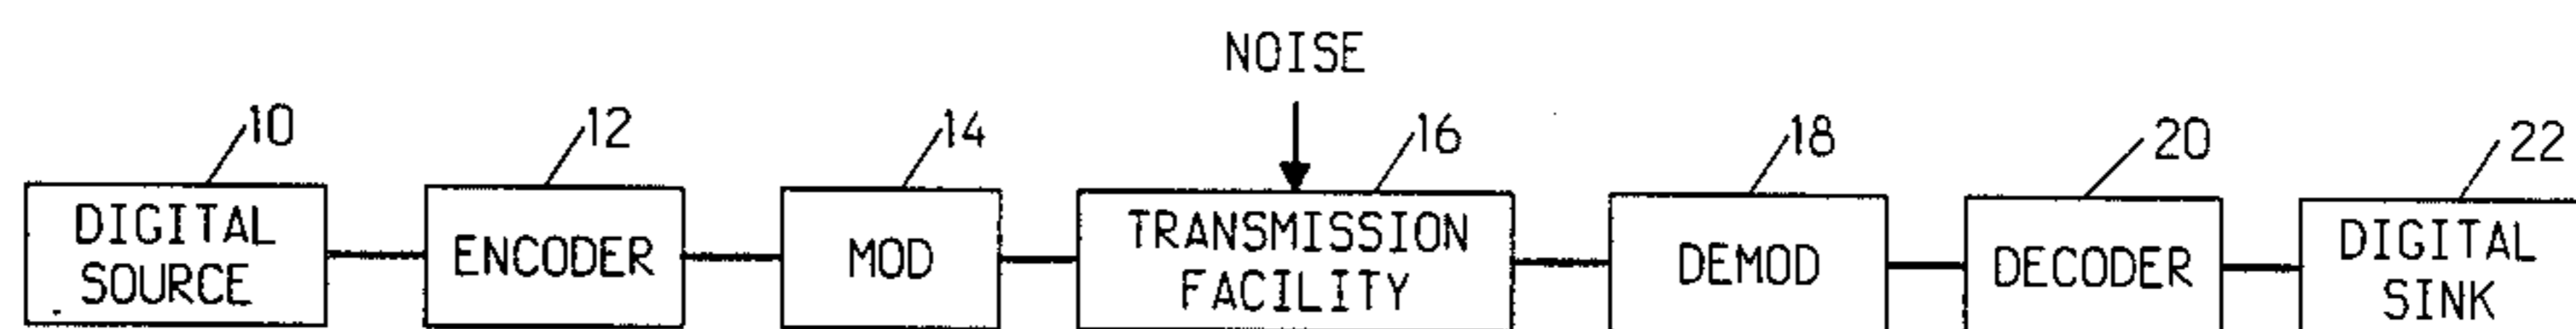 NOISE
10
12
14
16
18
20
22
DIGITAL
SOURCE
ENCODER
MOD
TRANSMISSION
FACILITY
DEMOD
DECODER
DIGITAL
SINK